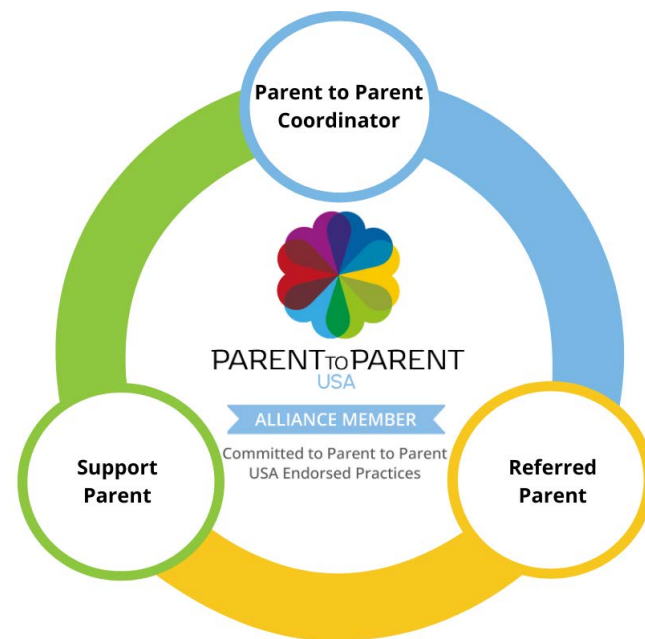 Parent to Parent
Coordinator
PARENT TO PARENT
USA
ALLIANCE MEMBER
Committed to Parent to Parent
USA Endorsed Practices
Support
Parent
Referred
Parent